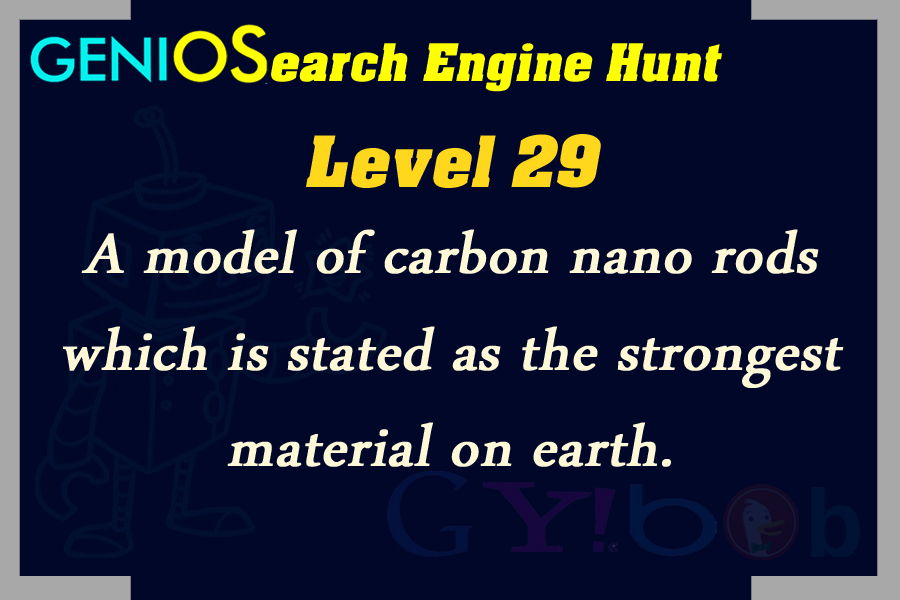 GENIOSearch Engine Hunt
Level 29
A model of carbon nano rods
which is stated as the strongest
material on earth.
G Y! b b